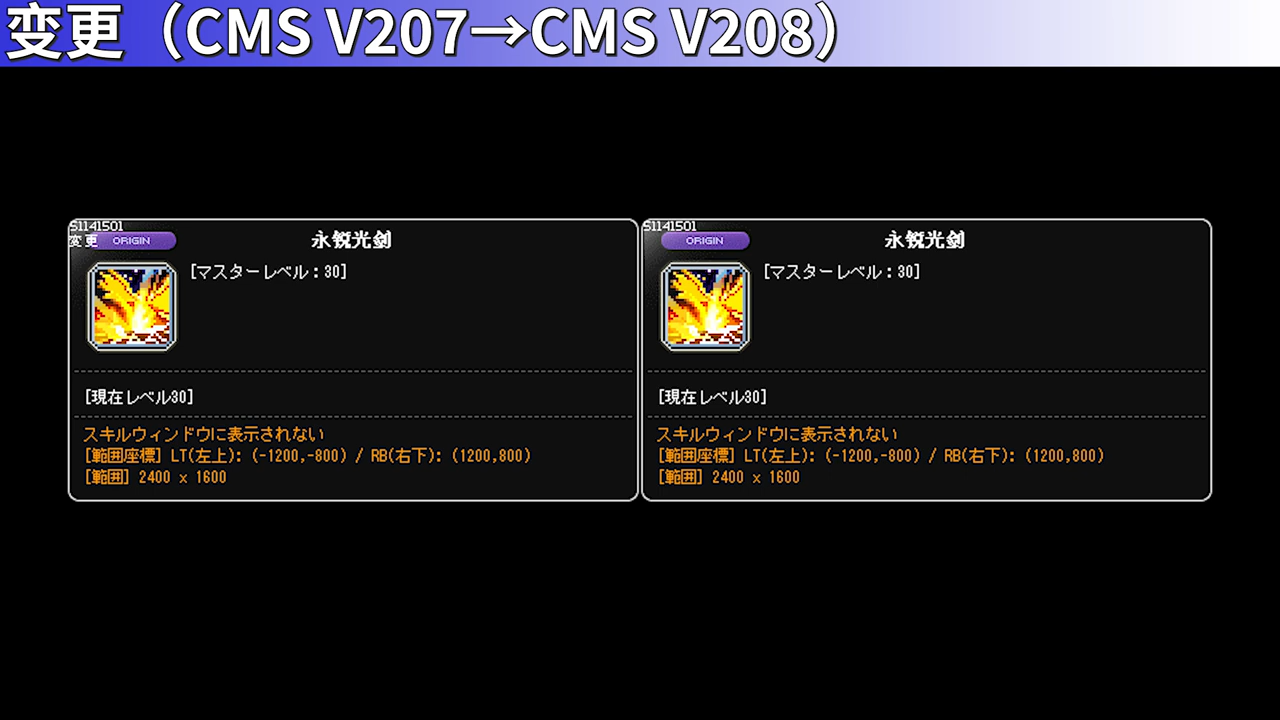 変更（CMS V207→CMS V208）
S1141501
変更 ORIGIN
永锐光剑
[マスターレベル：30]
[現在レベル30]
スキルウィンドウに表示されない
[範囲座標] LT(左上): (-1200,-800) / RB(右下): (1200,800)
[範囲] 2400 x 1600
S1141501
ORIGIN
永锐光剑
[マスターレベル：30]
[現在レベル30]
スキルウィンドウに表示されない
[範囲座標] LT(左上): (-1200,-800) / RB(右下): (1200,800)
[範囲] 2400 x 1600